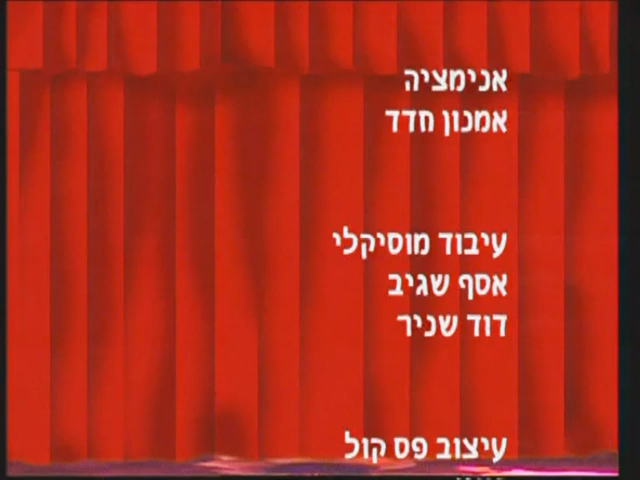 אנימציה
אמנון חדד
עיבוד מוסיקלי
אסף שגיב
דוד שניר
עיצוב פס קול